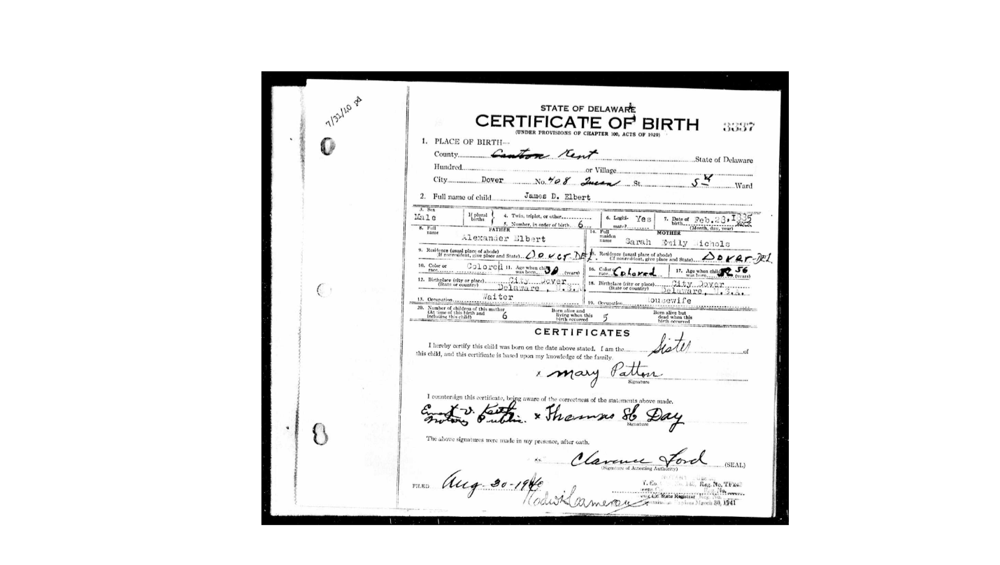 7/31/40 pd
STATE OF DELAWARE
CERTIFICATE OF BIRTH
3337
(UNDER PROVISIONS OF CHAPTER 100, ACTS OF 1929)
1. PLACE OF BIRTH—
County Canton Kent State of Delaware
Hundred or Village
City Dover No. 408 Queen St. 5th Ward
2. Full name of child James D. Elbert
3. Sex Male If plural births 4. Twin, triplet, or other 5. Number, in order of birth. 6 6. Legitimate? Yes 7. Date of birth Feb.28, 1885 (Month, day, year)
FATHER
8. Full name Alexander Elbert
MOTHER
14. Full maiden name Sarah Emily Nichols
9. Residence (usual place of abode) (If nonresident, give place and State) Dover-DEL.
15. Residence (usual place of abode) (If nonresident, give place and State) Dover-DEL
10. Color or race Colored 11. Age when child was born (years)
16. Color or race Colored 17. Age when child was born 56 (years)
12. Birthplace (city or place) City Dover
(State or country) Delaware, U.S.A.
18. Birthplace (city or place) City Dover
(State or country) Delaware, U.S.A.
13. Occupation Waiter
19. Occupation Housewife
20. Number of children of this mother (At time of this birth and including this child) 6 Born alive and living when this birth occurred 5 Born alive but dead when this birth occurred
CERTIFICATES
I hereby certify this child was born on the date above stated. I am the Sister of
this child, and this certificate is based upon my knowledge of the family.
x Mary Patton
Signature
I countersign this certificate, being aware of the correctness of the statements above made.
Keith
Notary Public. x Thomas H Day
Signature
The above signatures were made in my presence, after oath.
Clarence Ford (SEAL)
(Signature of Attesting Authority)
FILED Aug. 30-1940
Cameron
Reg. No.
State Registrar
Expires March 30, 1941